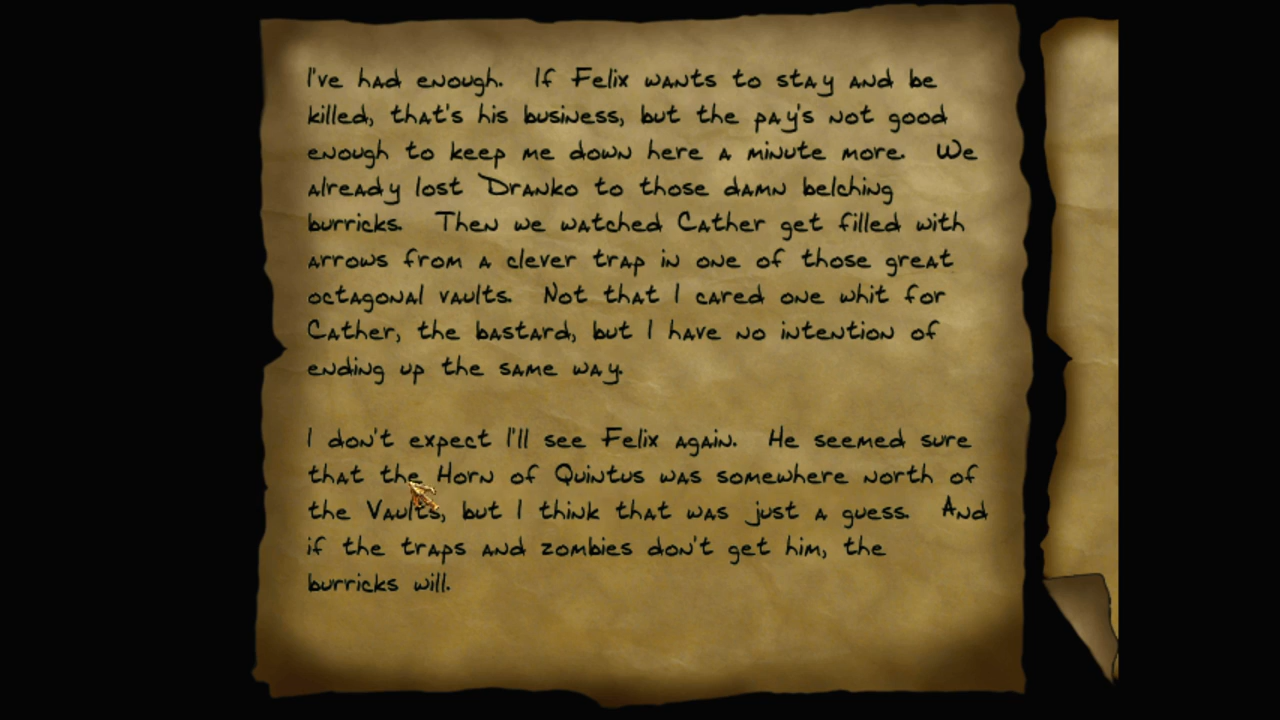 I've had enough. If Felix wants to stay and be
killed, that's his business, but the pay's not good
enough to keep me down here a minute more. We
already lost Dranko to those damn belching
burricks. Then we watched Cather get filled with
arrows from a clever trap in one of those great
octagonal vaults. Not that I cared one whit for
Cather, the bastard, but I have no intention of
ending up the same way.
I don't expect I'll see Felix again. He seemed sure
that the Horn of Quintus was somewhere north of
the Vaults, but I think that was just a guess. And
if the traps and zombies don't get him, the
burricks will.